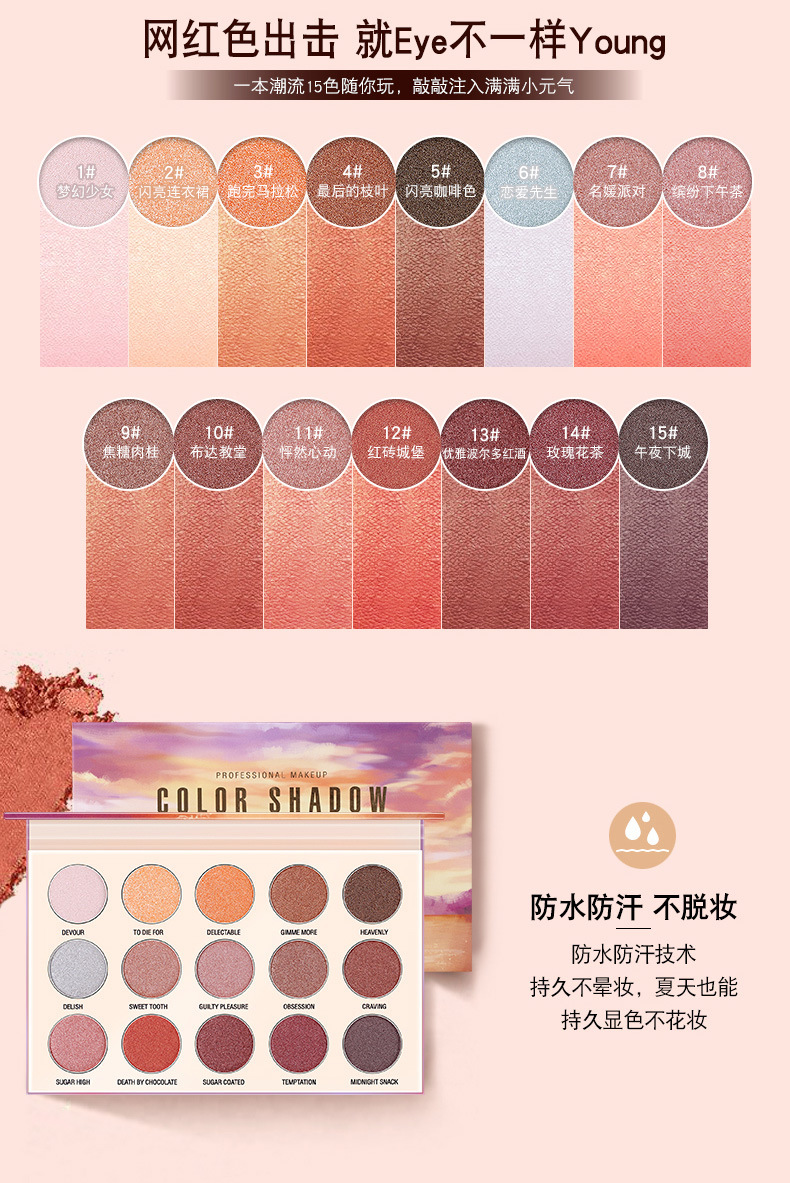 网红色出击 就Eye不一样Young
一本潮流15色随你玩，敲敲注入满满小元气
1# 2# 3# 4# 5# 6# 7# 8#
梦幻少女 闪亮连衣裙 跑完马拉松 最后的枝叶 闪亮咖啡色 恋爱先生 名媛派对 缤纷下午茶
9# 10# 11# 12# 13# 14# 15#
焦糖肉桂 布达教堂 怦然心动 红砖城堡 优雅波尔多红酒 玫瑰花茶 午夜下城
PROFESSIONAL MAKEUP
COLOR SHADOW
DEVOUR TO DIE FOR DELECTABLE GIMME MORE HEAVENLY
DELISH SWEET TOOTH GUILTY PLEASURE OBSESSION CRAVING
SUGAR HIGH DEATH BY CHOCOLATE SUGAR COATED TEMPTATION MIDNIGHT SNACK
防水防汗 不脱妆
防水防汗技术
持久不晕妆，夏天也能
持久显色不花妆